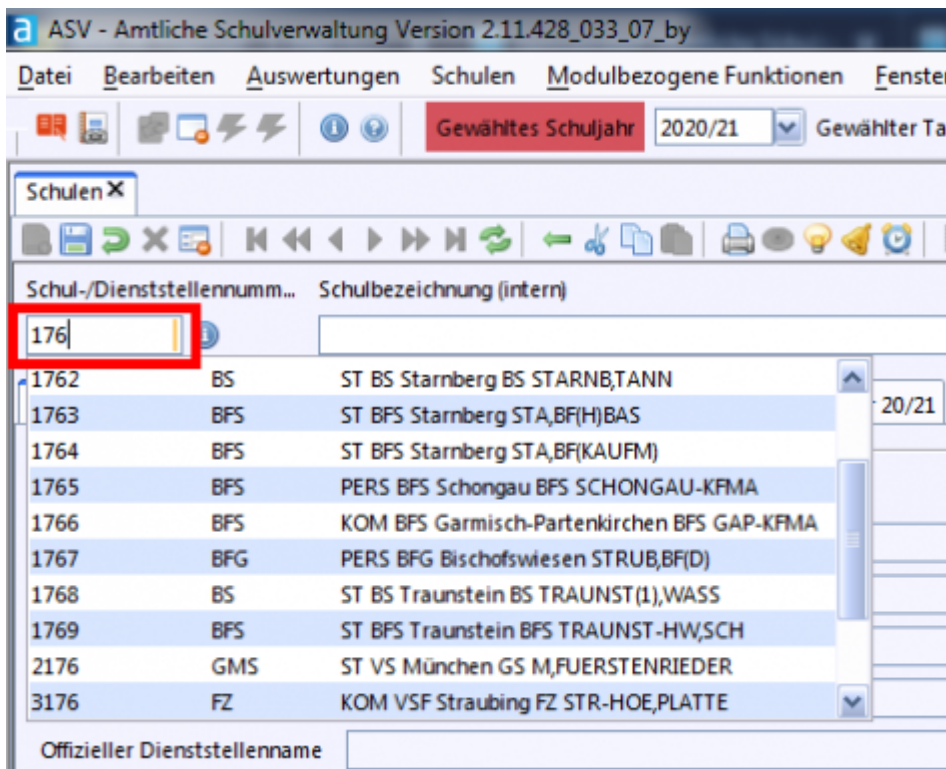 a ASV - Amtliche Schulverwaltung Version 2.11.428_033_07_by
Datei Bearbeiten Auswertungen Schulen Modulbezogene Funktionen Fenster
Gewähltes Schuljahr 2020/21 Gewählter Ta
Schulen X
Schul-/Dienststellennumm... Schulbezeichnung (intern)
176
1762 BS ST BS Starnberg BS STARNB,TANN
20/21
1763 BFS ST BFS Starnberg STA,BF(H)BAS
1764 BFS ST BFS Starnberg STA,BF(KAUFM)
1765 BFS PERS BFS Schongau BFS SCHONGAU-KFMA
1766 BFS KOM BFS Garmisch-Partenkirchen BFS GAP-KFMA
1767 BFG PERS BFG Bischofswiesen STRUB,BF(D)
1768 BS ST BS Traunstein BS TRAUNST(1),WASS
1769 BFS ST BFS Traunstein BFS TRAUNST-HW,SCH
2176 GMS ST VS München GS M,FUERSTENRIEDER
3176 FZ KOM VSF Straubing FZ STR-HOE,PLATTE
Offizieller Dienststellenname